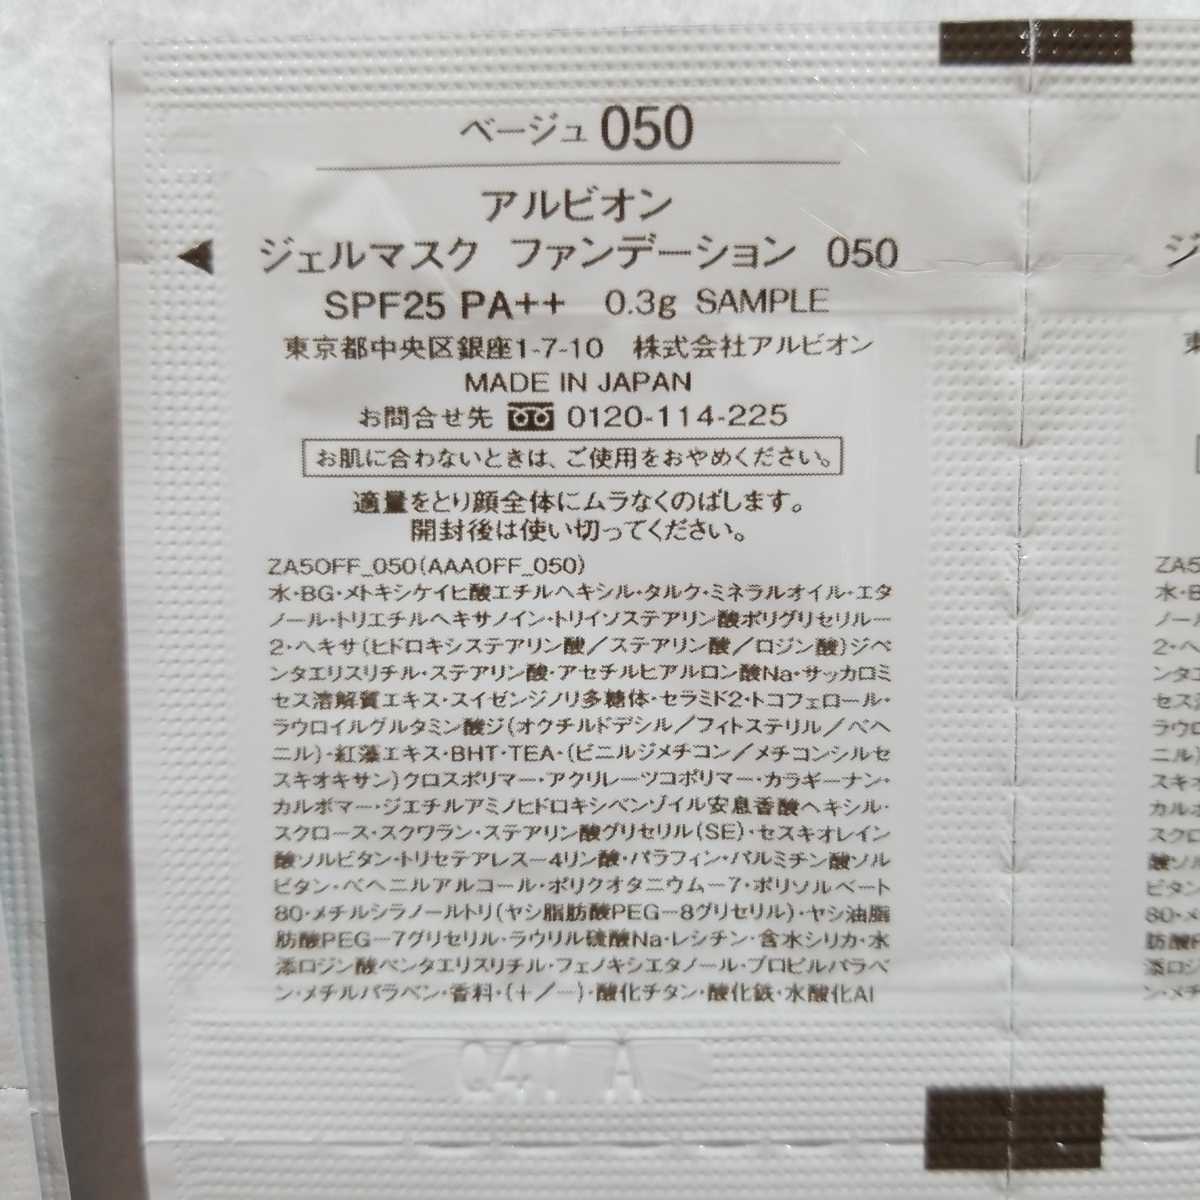 ベージュ 050
アルビオン
ジェルマスク ファンデーション 050
SPF25 PA++ 0.3g SAMPLE
東京都中央区銀座1-7-10 株式会社アルビオン
MADE IN JAPAN
お問合せ先 0120-114-225
お肌に合わないときは、ご使用をおやめください。
適量をとり顔全体にムラなくのばします。
開封後は使い切ってください。
ZA5OFF_050(AAAOFF_050)
水・BG・メトキシケイヒ酸エチルヘキシル・タルク・ミネラルオイル・エタ
ノール・トリエチルヘキサノイン・トリイソステアリン酸ポリグリセリル－
2・ヘキサ(ヒドロキシステアリン酸／ステアリン酸／ロジン酸)ジペ
ンタエリスリチル・ステアリン酸・アセチルヒアルロン酸Na・サッカロミ
セス溶解質エキス・スイゼンジノリ多糖体・セラミド2・トコフェロール・
ラウロイルグルタミン酸ジ(オクチルドデシル／フィトステリル／ベヘ
ニル)・紅藻エキス・BHT・TEA・(ビニルジメチコン／メチコンシルセ
スキオキサン)クロスポリマー・アクリレーツコポリマー・カラギーナン・
カルボマー・ジエチルアミノヒドロキシベンゾイル安息香酸ヘキシル・
スクロース・スクワラン・ステアリン酸グリセリル(SE)・セスキオレイン
酸ソルビタン・トリセテアレス－4リン酸・パラフィン・パルミチン酸ソル
ビタン・ベヘニルアルコール・ポリクオタニウム－7・ポリソルベート
80・メチルシラノールトリ(ヤシ脂肪酸PEG－8グリセリル)・ヤシ油脂
肪酸PEG－7グリセリル・ラウリル硫酸Na・レシチン・含水シリカ・水
添ロジン酸ペンタエリスリチル・フェノキシエタノール・プロピルパラベ
ン・メチルパラベン・香料・(＋／－)・酸化チタン・酸化鉄・水酸化Al